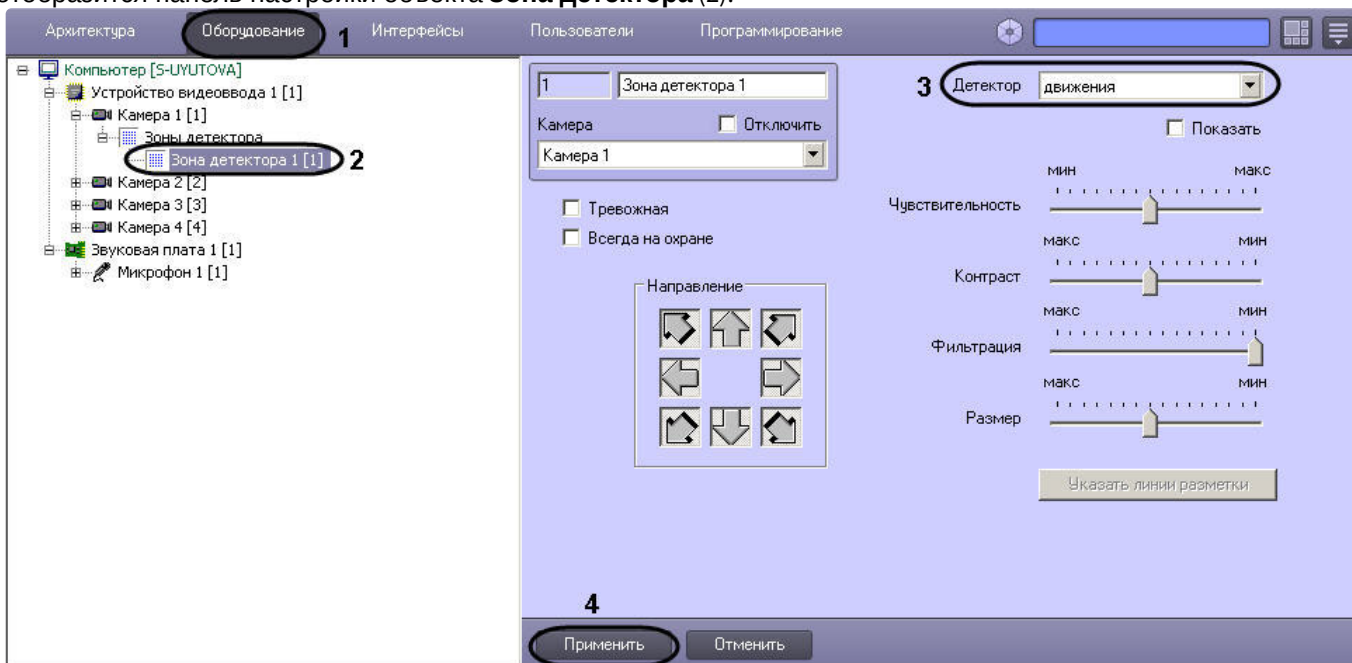 отобразится панель настройки объекта Зона детектора (2).
Архитектура Оборудование 1 Интерфейсы Пользователи Программирование
Компьютер [S-UYUTOVA]
Устройство видеоввода 1 [1]
Камера 1 [1]
Зоны детектора
Зона детектора 1 [1] 2
Камера 2 [2]
Камера 3 [3]
Камера 4 [4]
Звуковая плата 1 [1]
Микрофон 1 [1]
1 Зона детектора 1
Камера Отключить
Камера 1
Тревожная
Всегда на охране
Направление
3 Детектор движения
Показать
мин макс
Чувствительность
макс мин
Контраст
макс мин
Фильтрация
макс мин
Размер
Указать линии разметки
4
Применить Отменить